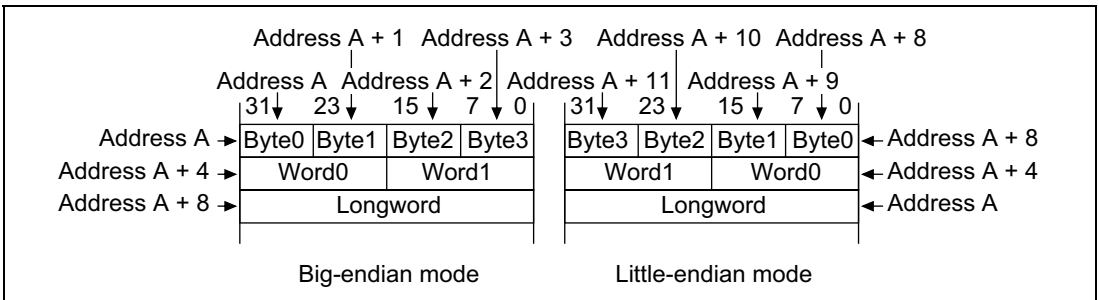 Address A + 1 Address A + 3 Address A + 10 Address A + 8
Address A Address A + 2 Address A + 11 Address A + 9
31 23 15 7 0 31 23 15 7 0
Address A Byte0 Byte1 Byte2 Byte3 Byte3 Byte2 Byte1 Byte0 Address A + 8
Address A + 4 Word0 Word1 Word1 Word0 Address A + 4
Address A + 8 Longword Longword Address A
Big-endian mode Little-endian mode